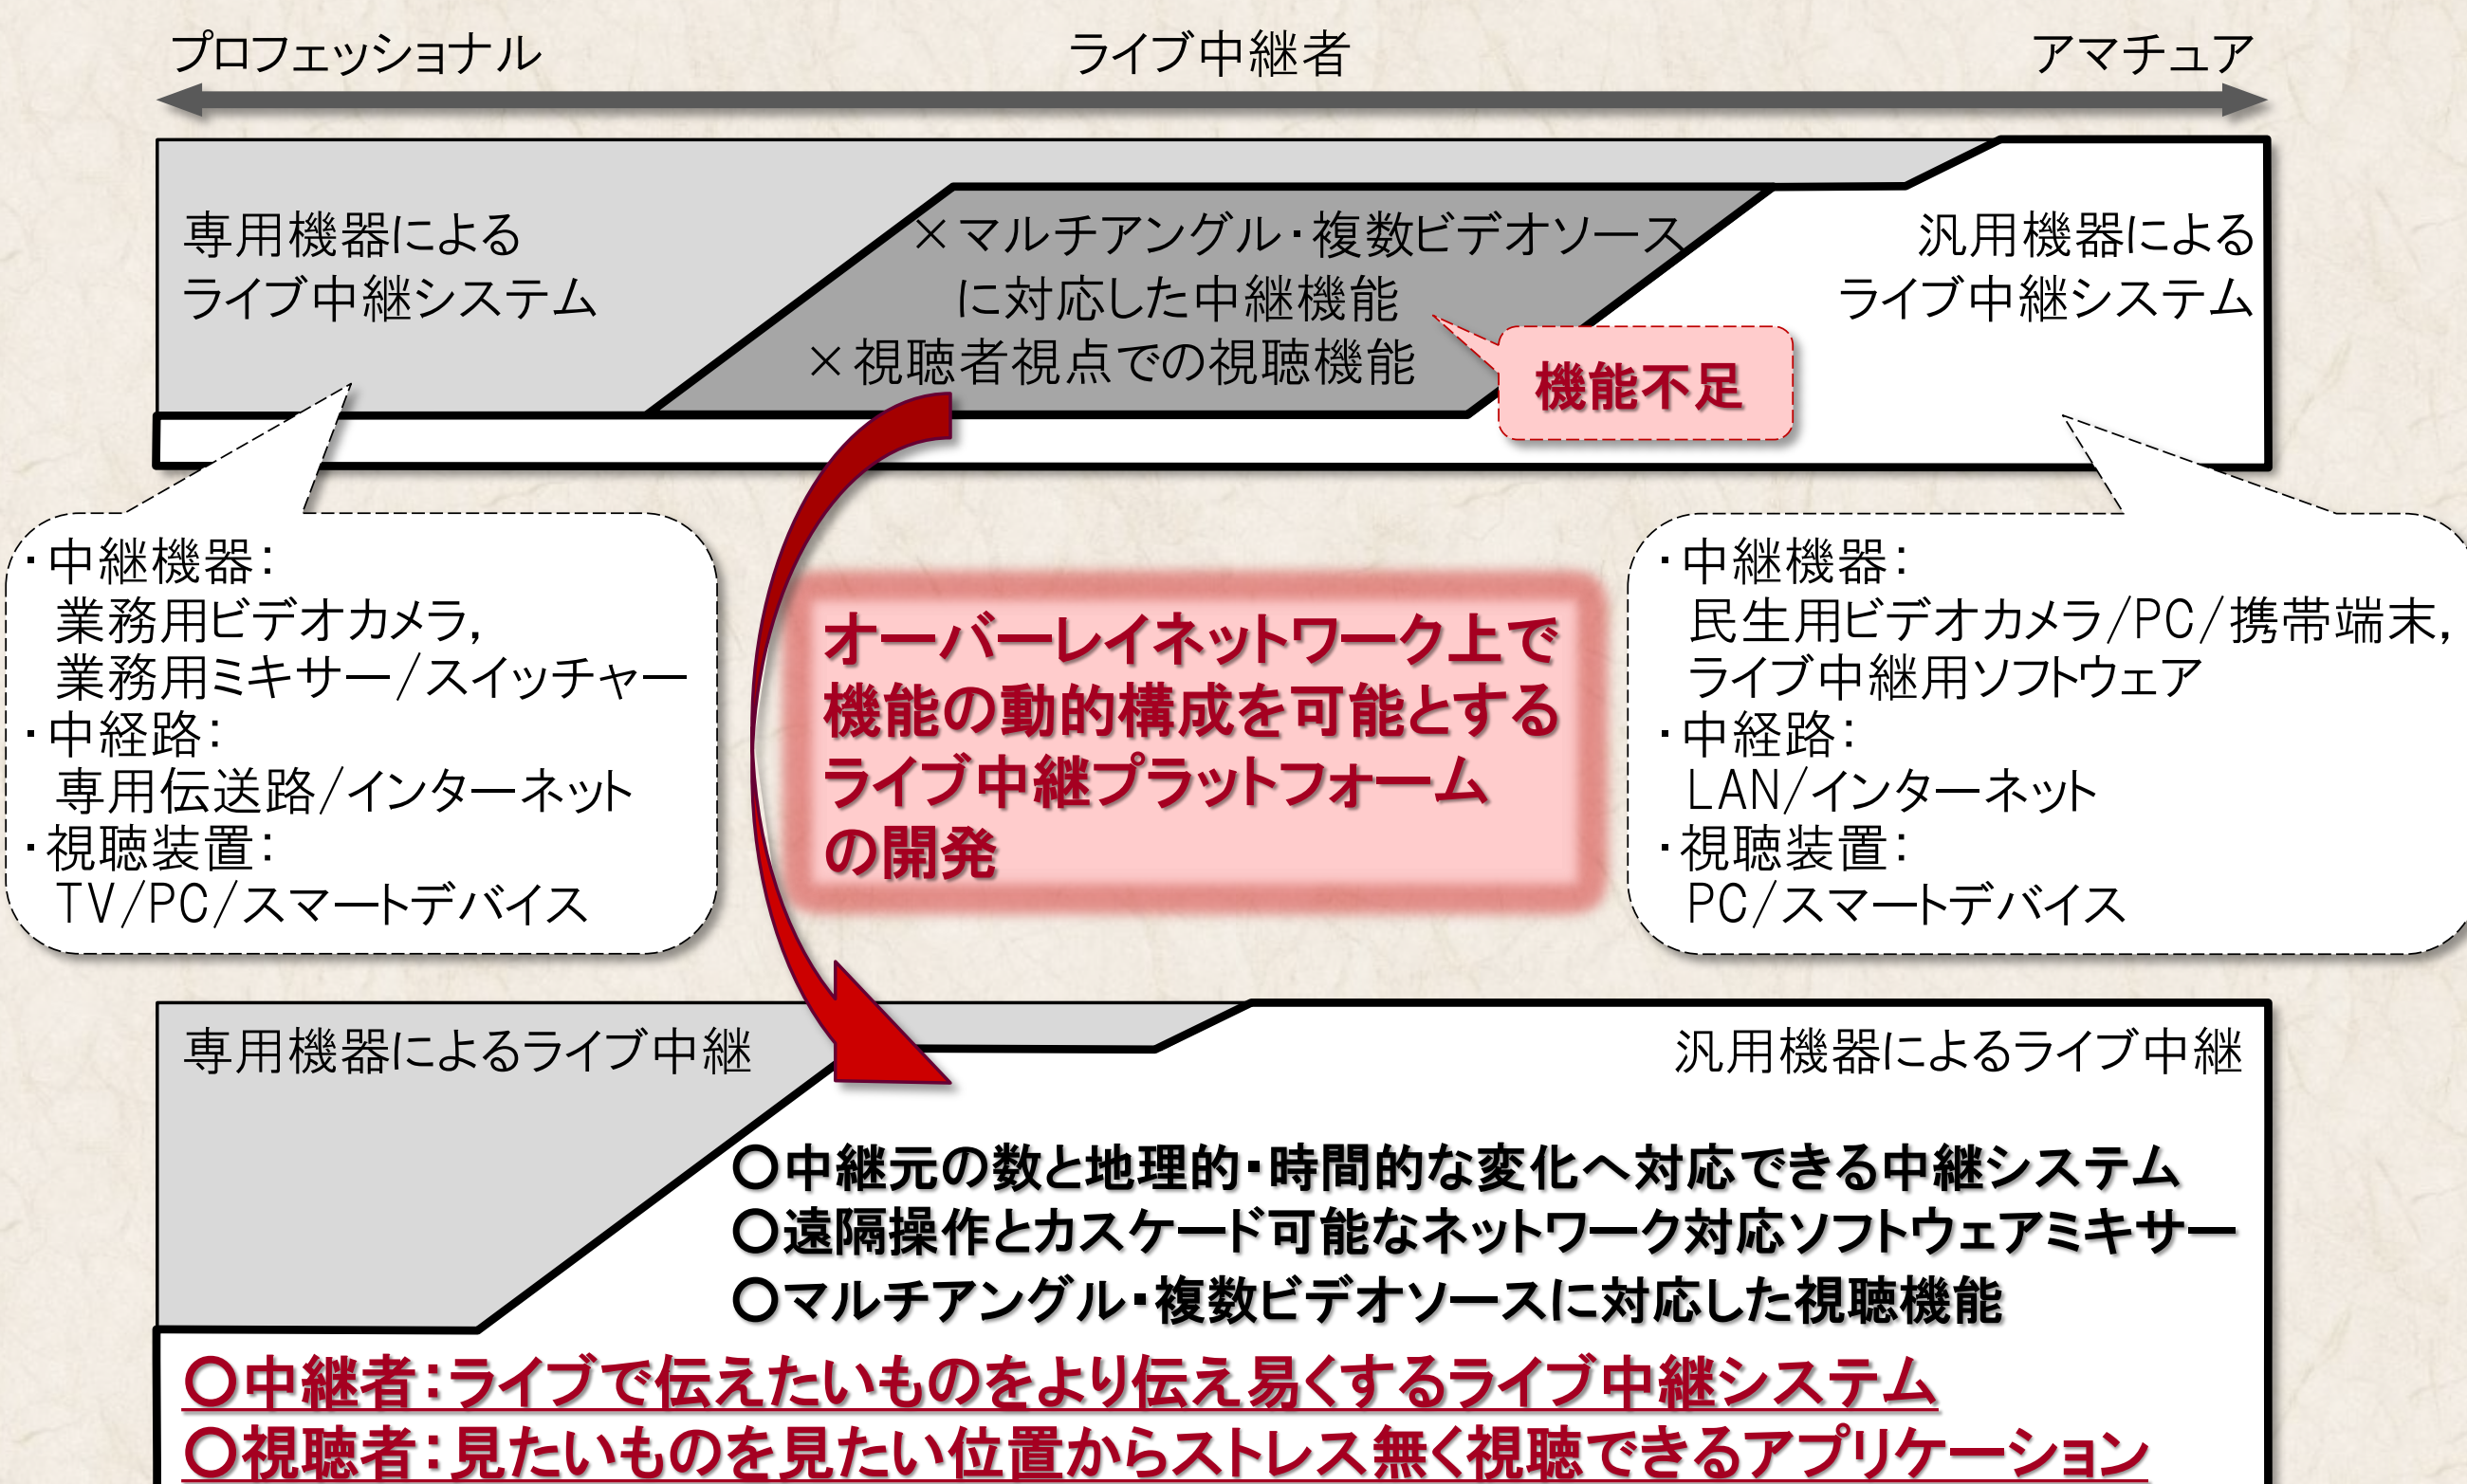 プロフェッショナル
ライブ中継者
アマチュア
専用機器による
ライブ中継システム
×マルチアングル・複数ビデオソース
に対応した中継機能
×視聴者視点での視聴機能
汎用機器による
ライブ中継システム
機能不足
・中継機器：
業務用ビデオカメラ，
業務用ミキサー/スイッチャー
・中経路：
専用伝送路/インターネット
・視聴装置：
TV/PC/スマートデバイス
オーバーレイネットワーク上で
機能の動的構成を可能とする
ライブ中継プラットフォーム
の開発
・中継機器：
民生用ビデオカメラ/PC/携帯端末，
ライブ中継用ソフトウェア
・中経路：
LAN/インターネット
・視聴装置：
PC/スマートデバイス
専用機器によるライブ中継
汎用機器によるライブ中継
○中継元の数と地理的・時間的な変化へ対応できる中継システム
○遠隔操作とカスケード可能なネットワーク対応ソフトウェアミキサー
○マルチアングル・複数ビデオソースに対応した視聴機能
○中継者：ライブで伝えたいものをより伝え易くするライブ中継システム
○視聴者：見たいものを見たい位置からストレス無く視聴できるアプリケーション